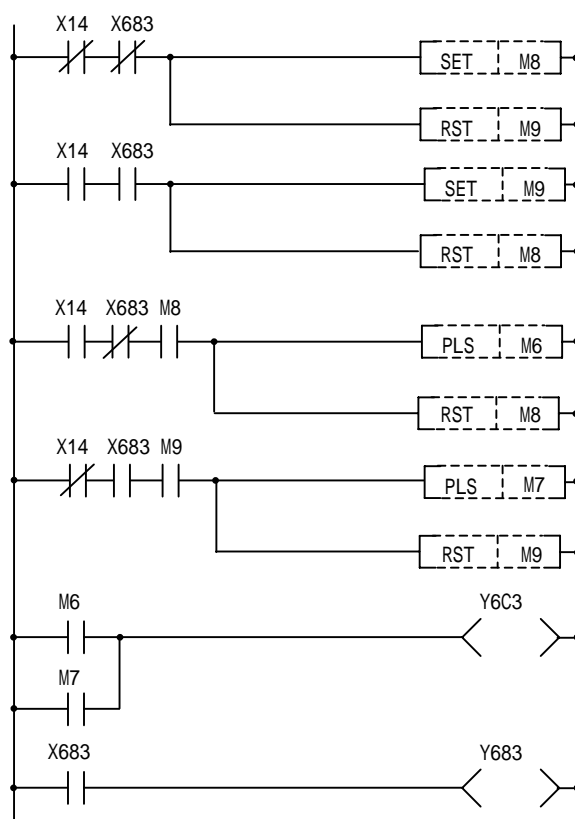 X14 X683
SET M8
RST M9
X14 X683
SET M9
RST M8
X14 X683 M8
PLS M6
RST M8
X14 X683 M9
PLS M7
RST M9
M6 Y6C3
M7
X683 Y683